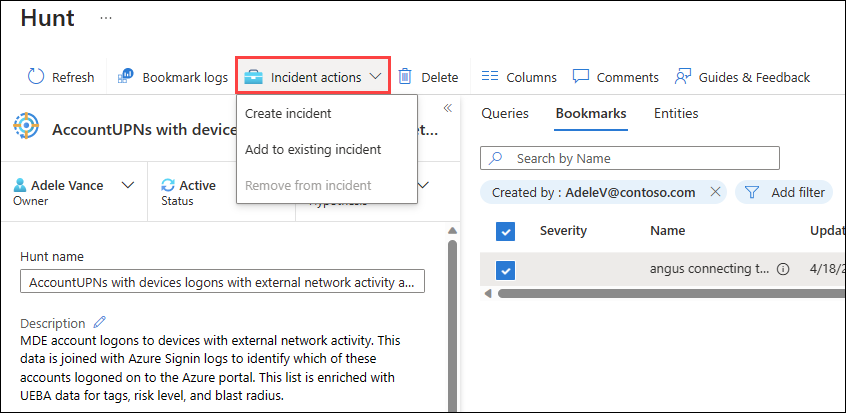 Hunt ...
Refresh Bookmark logs Incident actions Delete Columns Comments Guides & Feedback
Create incident
Add to existing incident
Remove from incident
AccountUPNs with devices et...
Adele Vance
Owner
Active
Status
Hypothesis
Hunt name
AccountUPNs with devices logons with external network activity a...
Description
MDE account logons to devices with external network activity. This
data is joined with Azure Signin logs to identify which of these
accounts logoned on to the Azure portal. This list is enriched with
UEBA data for tags, risk level, and blast radius.
Queries Bookmarks Entities
Search by Name
Created by : AdeleV@contoso.com Add filter
Severity Name Updat
angus connecting t... 4/18/2